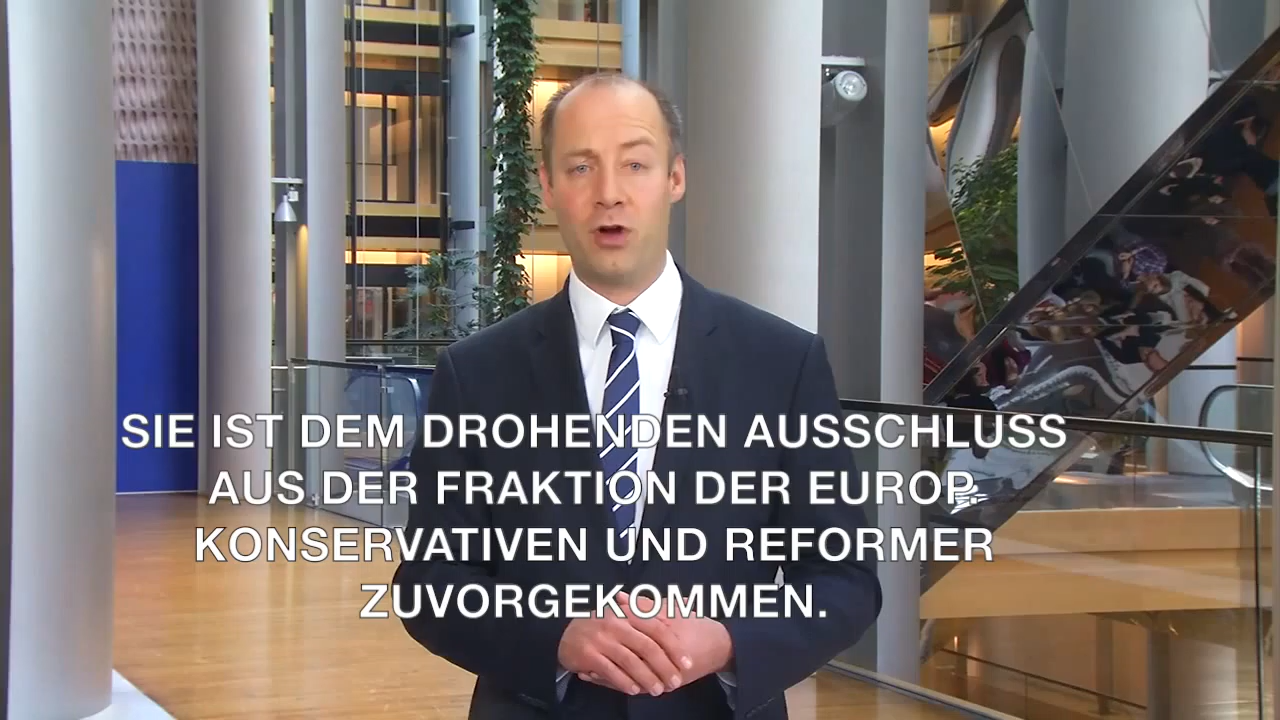 SIE IST DEM DROHENDEN AUSSCHLUSS
AUS DER FRAKTION DER EUROP.
KONSERVATIVEN UND REFORMER
ZUVORGEKOMMEN.